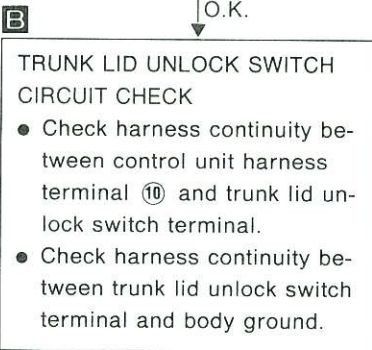 B
O.K.
TRUNK LID UNLOCK SWITCH
CIRCUIT CHECK
● Check harness continuity be-
tween control unit harness
terminal ⑩ and trunk lid un-
lock switch terminal.
● Check harness continuity be-
tween trunk lid unlock switch
terminal and body ground.